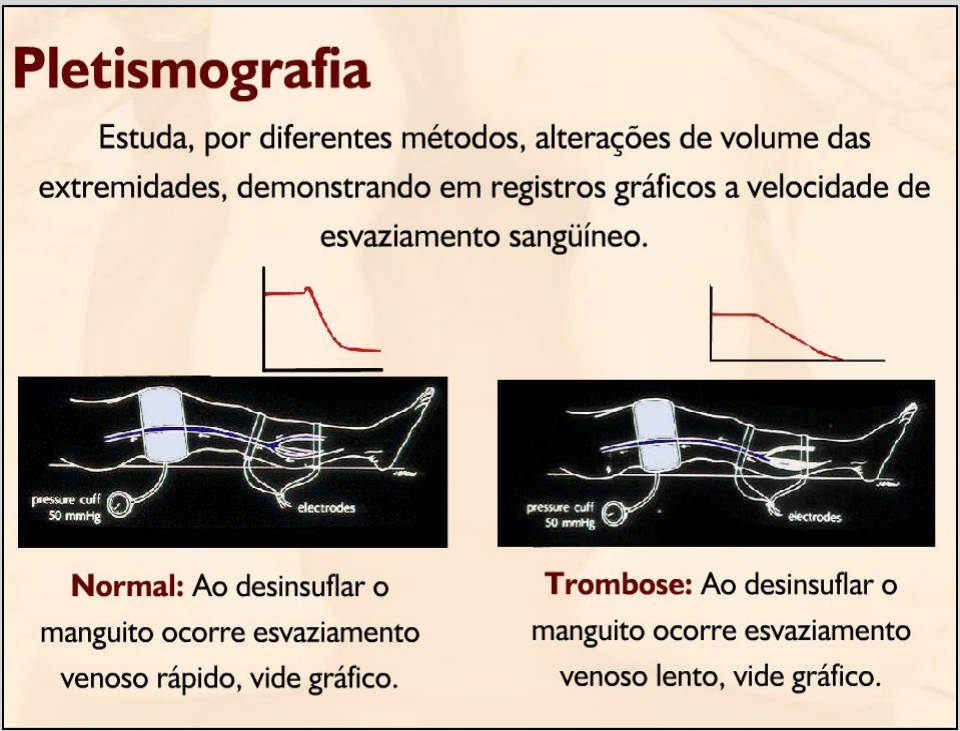 Pletismografia
Estuda, por diferentes métodos, alterações de volume das
extremidades, demonstrando em registros gráficos a velocidade de
esvaziamento sangüíneo.
pressure cuff
50 mmHg
electrodes
pressure cuff
50 mmHg
electrodes
Normal: Ao desinsuflar o
manguito ocorre esvaziamento
venoso rápido, vide gráfico.
Trombose: Ao desinsuflar o
manguito ocorre esvaziamento
venoso lento, vide gráfico.